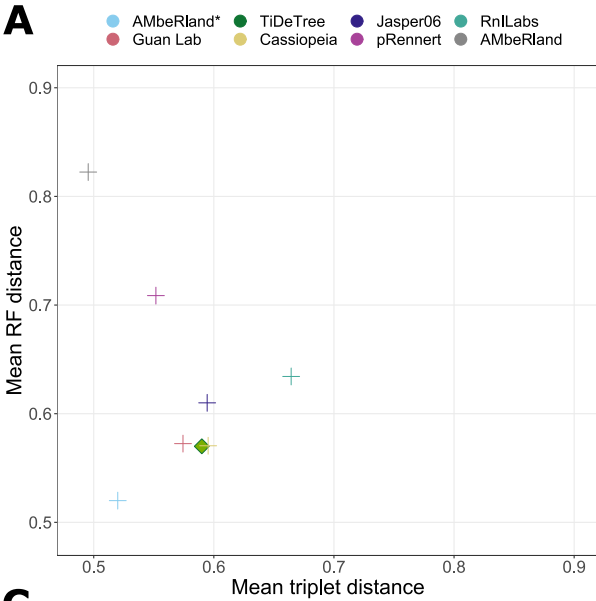 A
AMbeRland* TiDeTree Jasper06 RnlLabs
Guan Lab Cassiopeia pRennert AMbeRland
0.9
0.8
0.7
0.6
0.5
Mean RF distance
0.5 0.6 0.7 0.8 0.9
Mean triplet distance